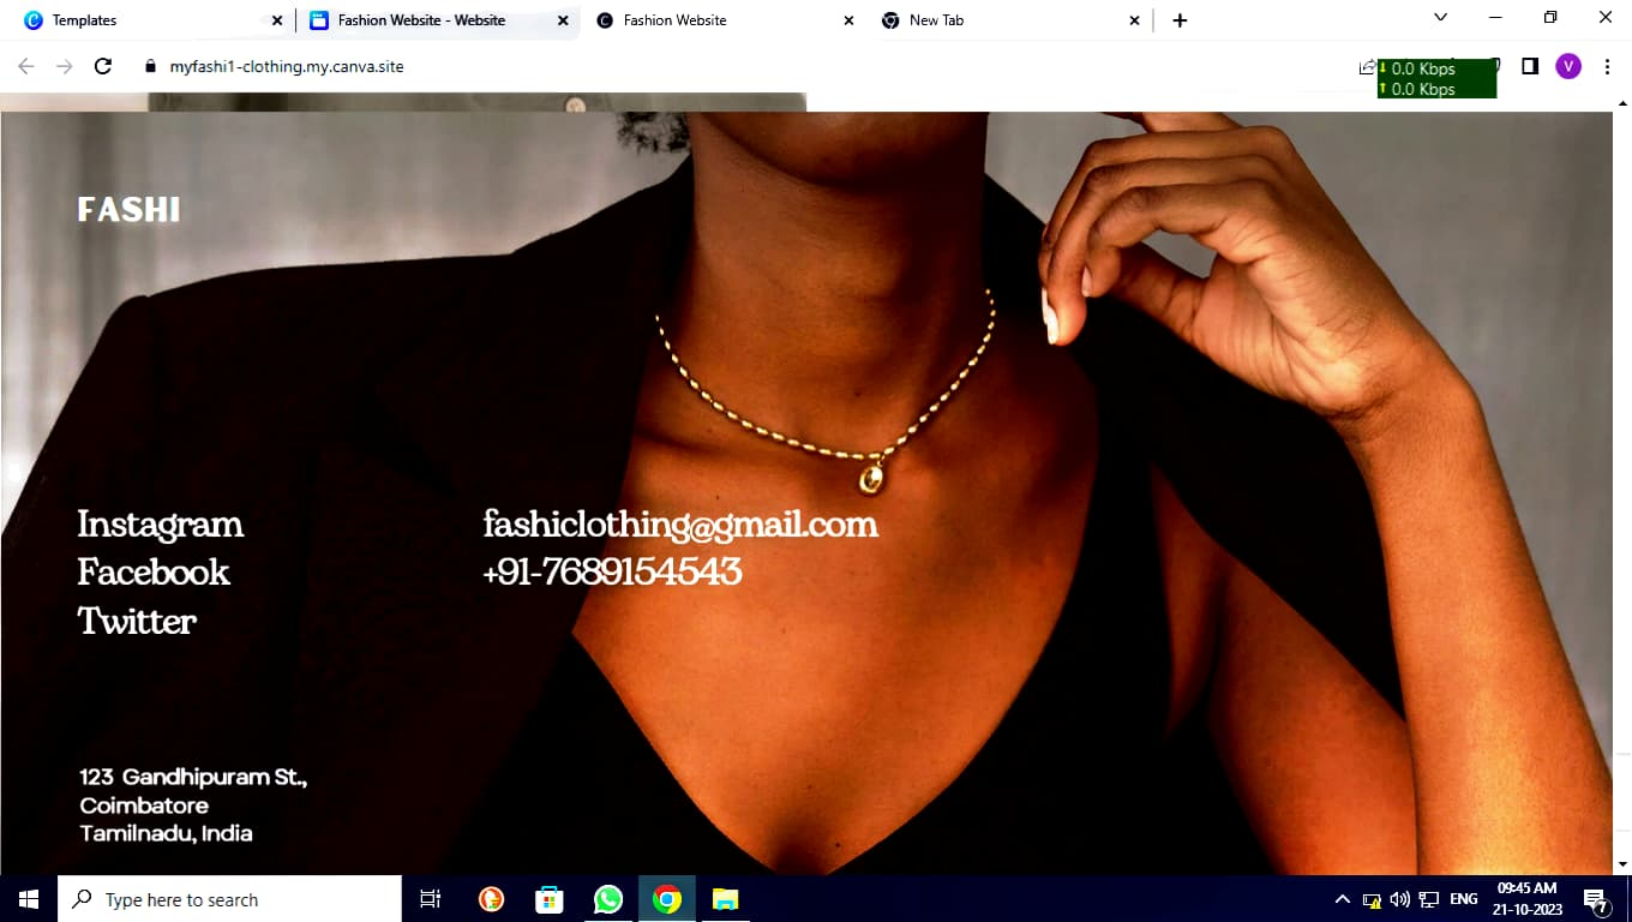 Templates
Fashion Website - Website
Fashion Website
New Tab
myfashi1-clothing.my.canva.site
0.0 Kbps
0.0 Kbps
V
FASHI
Instagram
Facebook
Twitter
fashiclothing@gmail.com
+91-7689154543
123 Gandhipuram St.,
Coimbatore
Tamilnadu, India
Type here to search
ENG
09:45 AM
21-10-2023
7